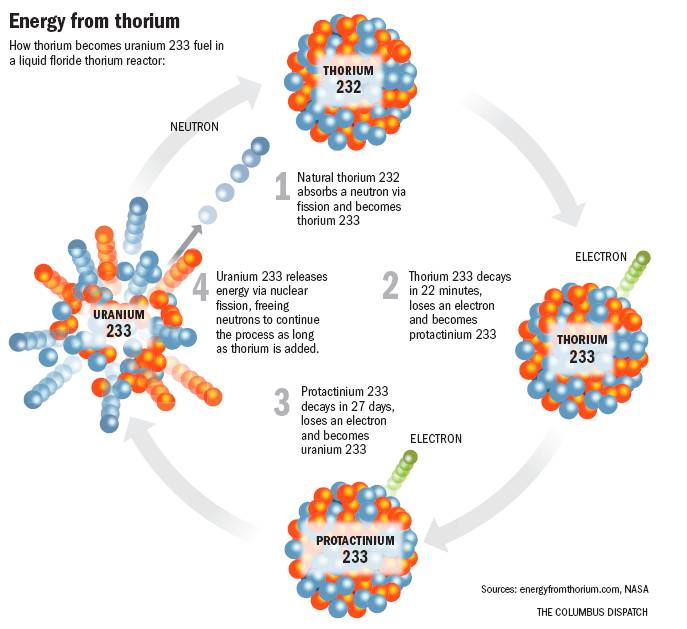 Energy from thorium
How thorium becomes uranium 233 fuel in
a liquid floride thorium reactor:
THORIUM
232
NEUTRON
1
Natural thorium 232
absorbs a neutron via
fission and becomes
thorium 233
ELECTRON
THORIUM
233
2
Thorium 233 decays
in 22 minutes,
loses an electron
and becomes
protactinium 233
4
Uranium 233 releases
energy via nuclear
fission, freeing
neutrons to continue
the process as long
as thorium is added.
URANIUM
233
3
Protactinium 233
decays in 27 days,
loses an electron
and becomes
uranium 233
ELECTRON
PROTACTINIUM
233
Sources: energyfromthorium.com, NASA
THE COLUMBUS DISPATCH